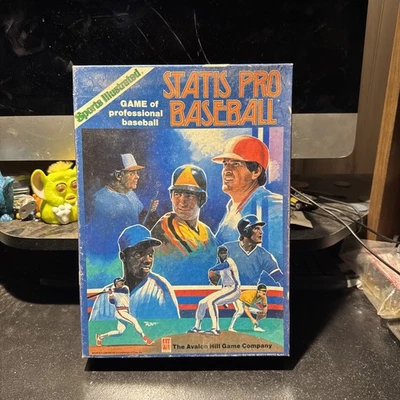 Sports Illustrated
GAME of
professional
baseball
STATIS PRO
BASEBALL
The Avalon Hill Game Company